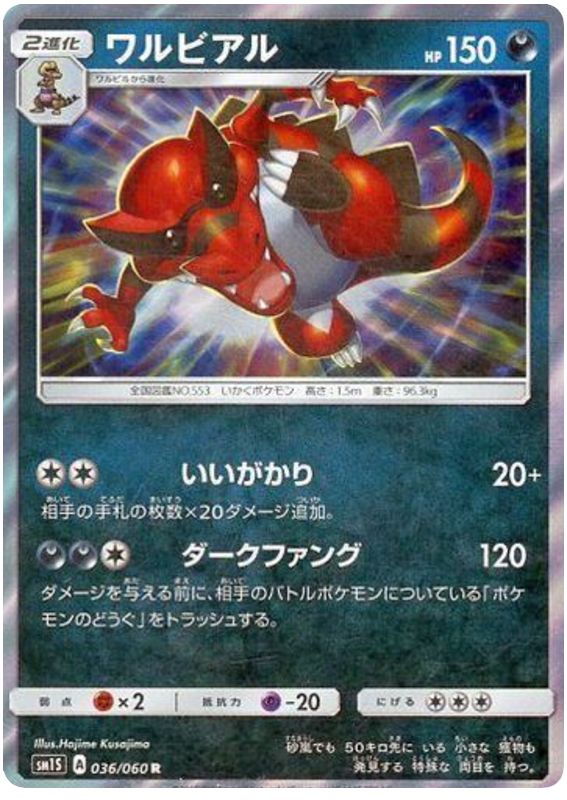 2進化
ワルビアル
HP 150
ワルビルから進化
全国図鑑NO.553 いかくポケモン 高さ:1.5m 重さ:96.3kg
いいがかり 20+
相手の手札の枚数×20ダメージ追加。
ダークファング 120
ダメージを与える前に、相手のバトルポケモンについている「ポケ
モンのどうぐ」をトラッシュする。
弱点 ×2 抵抗力 -20 にげる
Illus.Hajime Kusajima
SM1S A 036/060 R
砂嵐でも 50キロ先に いる 小さな 獲物も
発見する 特殊な 両目を 持つ。